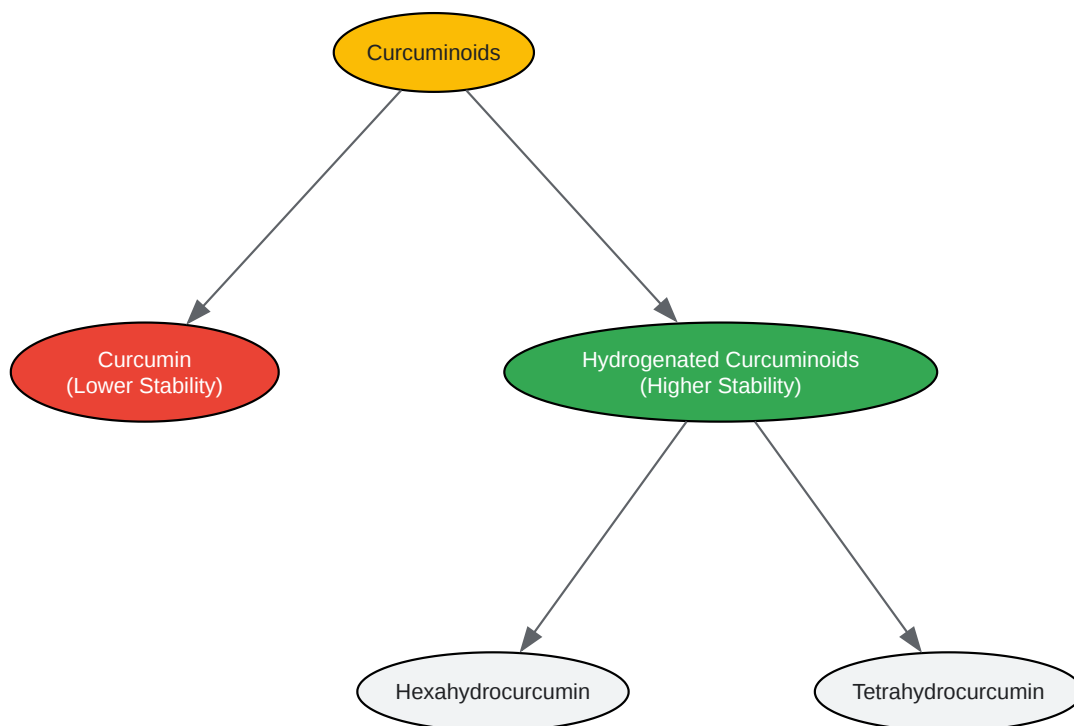 Curcuminoids
Curcumin
(Lower Stability)
Hydrogenated Curcuminoids
(Higher Stability)
Hexahydrocurcumin
Tetrahydrocurcumin